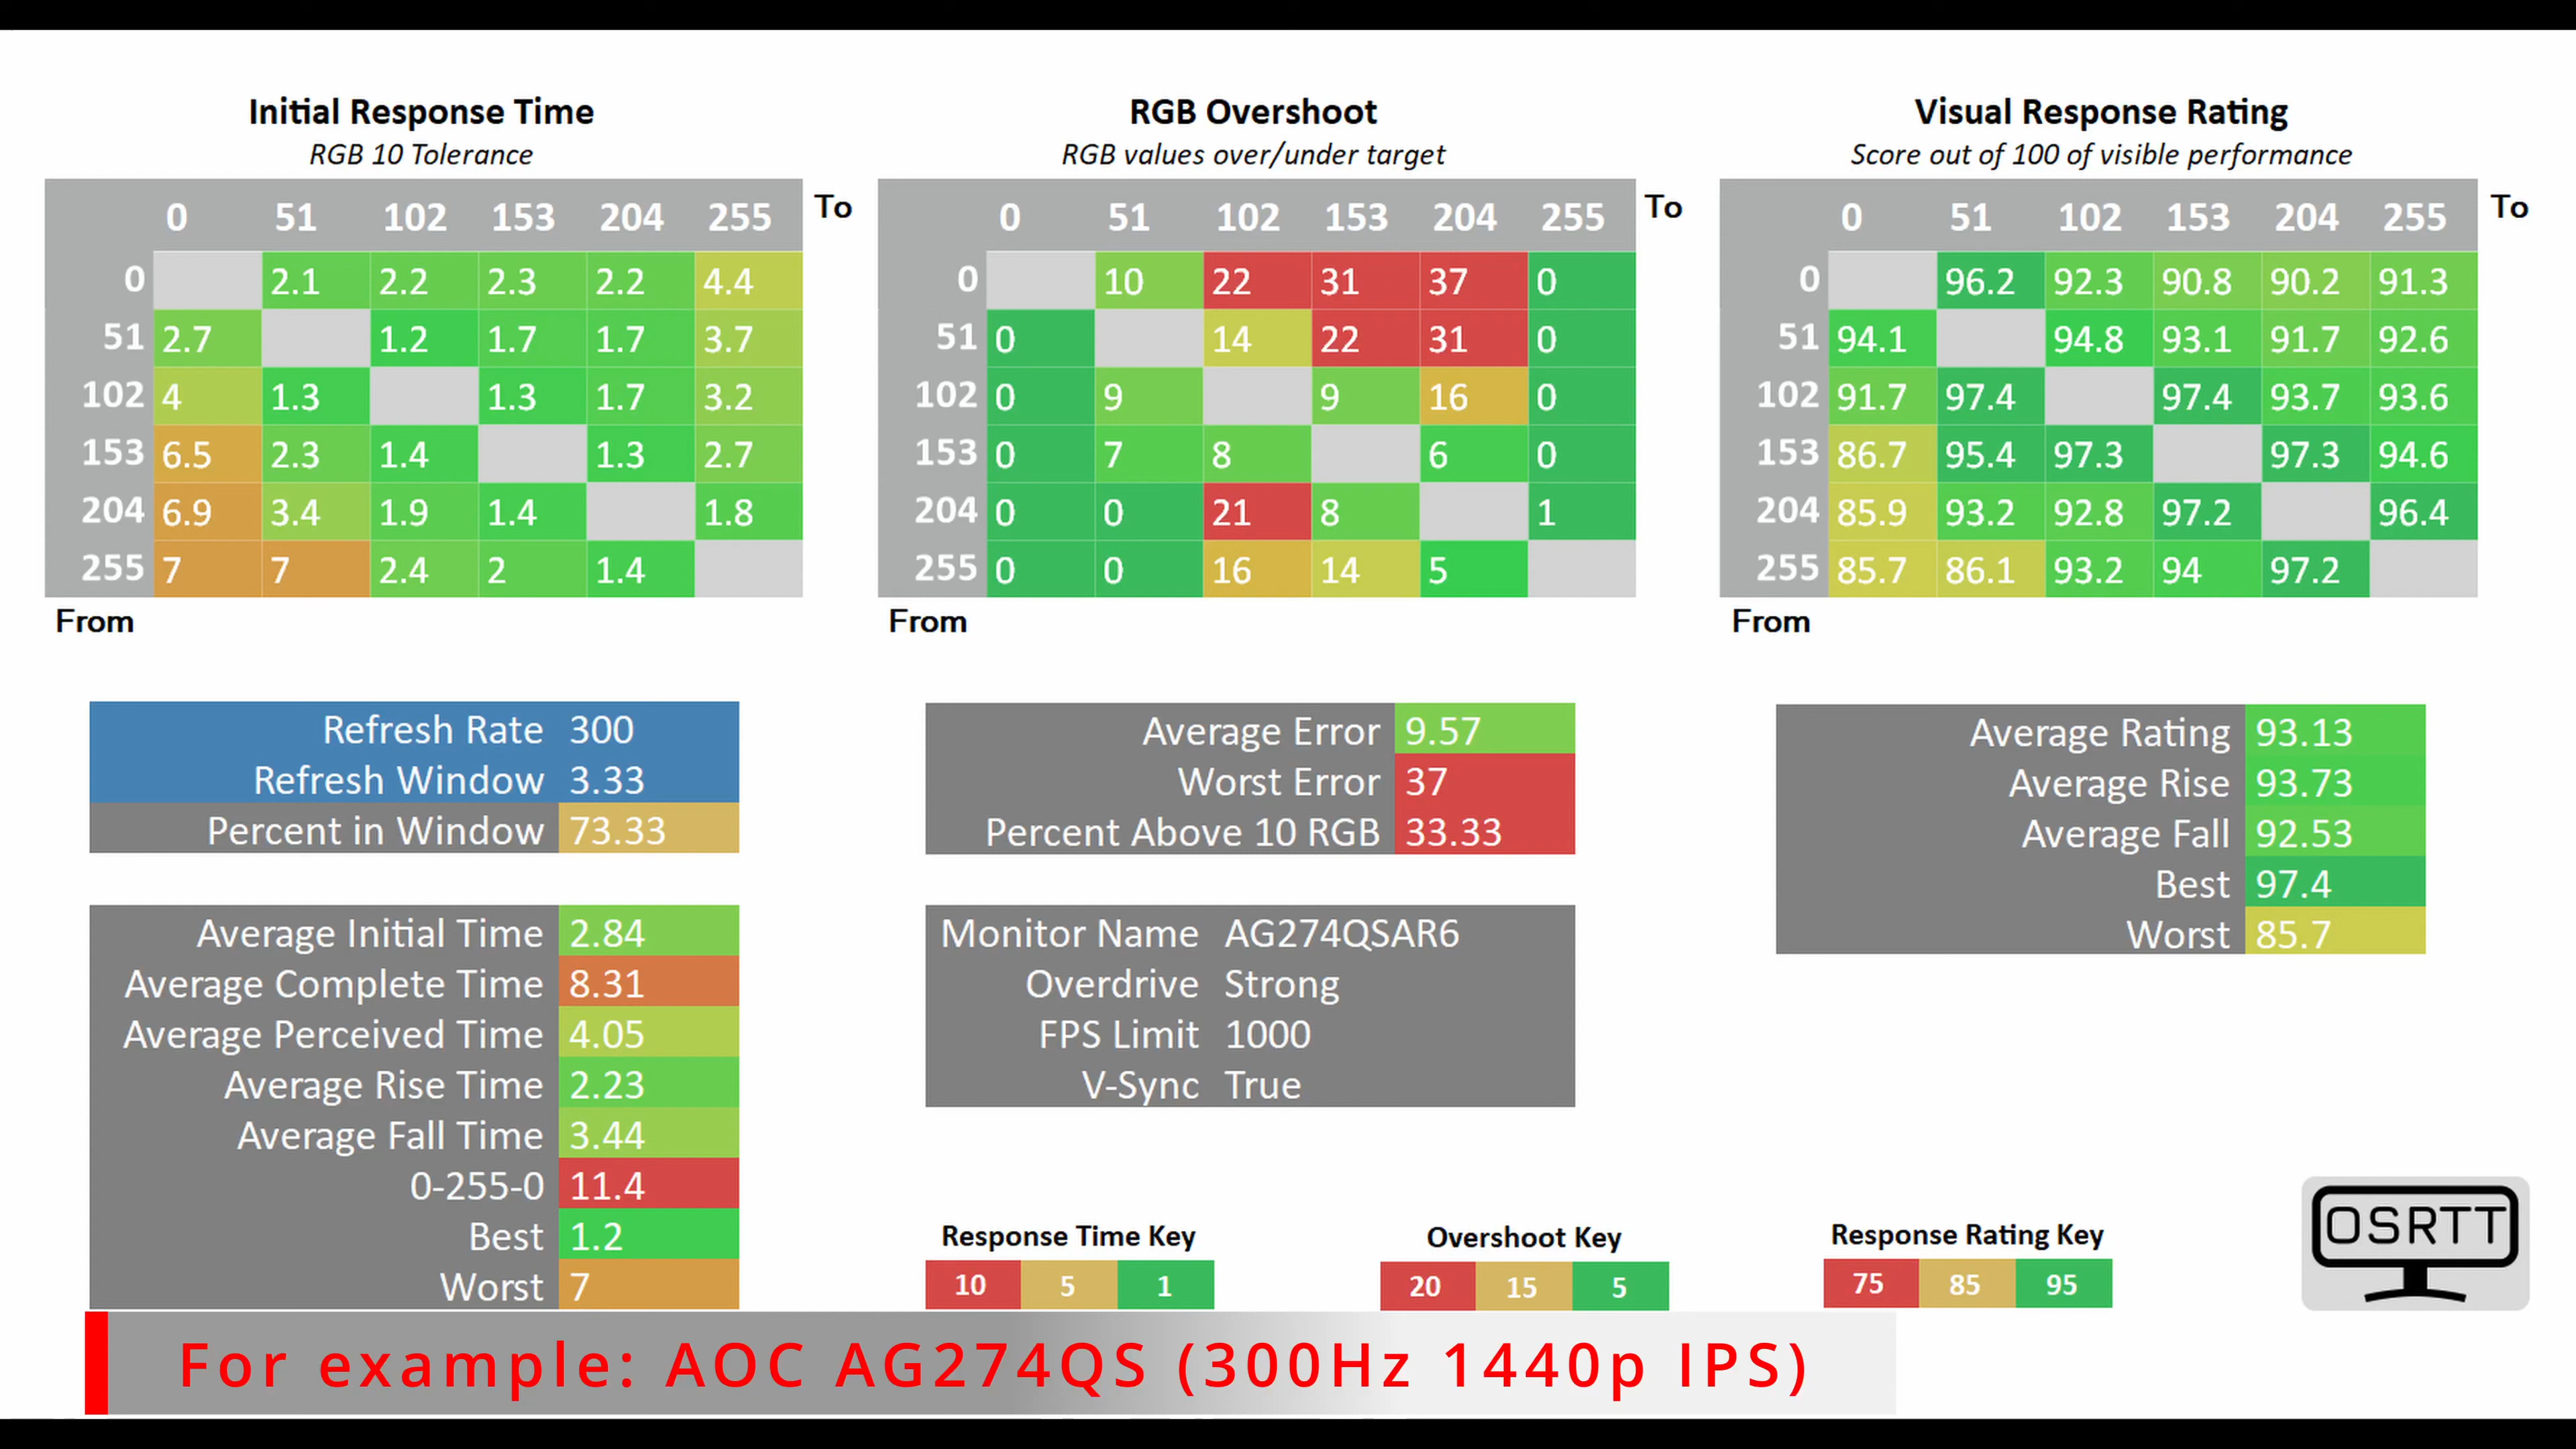 Initial Response Time
RGB 10 Tolerance
0 51 102 153 204 255 To
0 2.1 2.2 2.3 2.2 4.4
51 2.7 1.2 1.7 1.7 3.7
102 4 1.3 1.3 1.7 3.2
153 6.5 2.3 1.4 1.3 2.7
204 6.9 3.4 1.9 1.4 1.8
255 7 7 2.4 2 1.4
From
RGB Overshoot
RGB values over/under target
0 51 102 153 204 255 To
0 10 22 31 37 0
51 0 14 22 31 0
102 0 9 9 16 0
153 0 7 8 6 0
204 0 0 21 8 1
255 0 0 16 14 5
From
Visual Response Rating
Score out of 100 of visible performance
0 51 102 153 204 255 To
0 96.2 92.3 90.8 90.2 91.3
51 94.1 94.8 93.1 91.7 92.6
102 91.7 97.4 97.4 93.7 93.6
153 86.7 95.4 97.3 97.3 94.6
204 85.9 93.2 92.8 97.2 96.4
255 85.7 86.1 93.2 94 97.2
From
Refresh Rate 300
Refresh Window 3.33
Percent in Window 73.33
Average Initial Time 2.84
Average Complete Time 8.31
Average Perceived Time 4.05
Average Rise Time 2.23
Average Fall Time 3.44
0-255-0 11.4
Best 1.2
Worst 7
Average Error 9.57
Worst Error 37
Percent Above 10 RGB 33.33
Monitor Name AG274QSAR6
Overdrive Strong
FPS Limit 1000
V-Sync True
Average Rating 93.13
Average Rise 93.73
Average Fall 92.53
Best 97.4
Worst 85.7
Response Time Key
10 5 1
Overshoot Key
20 15 5
Response Rating Key
75 85 95
OSRTT
For example: AOC AG274QS (300Hz 1440p IPS)